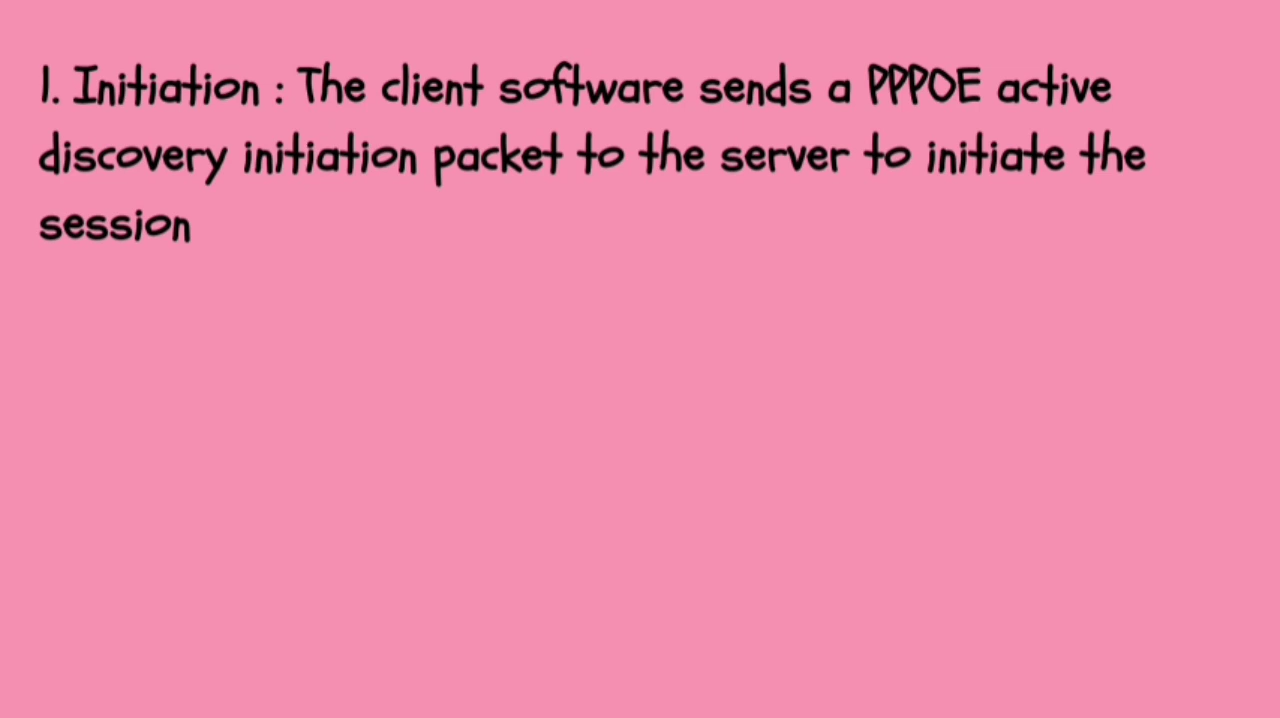 1. Initiation : The client software sends a PPPOE active
discovery initiation packet to the server to initiate the
session